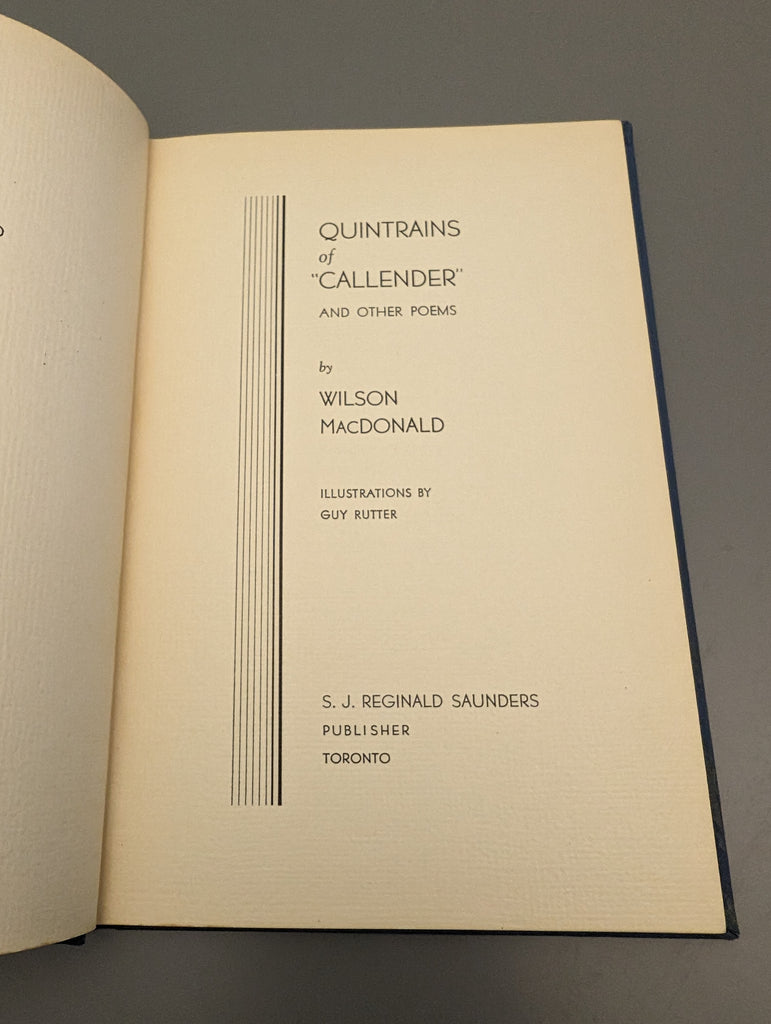 QUINTRAINS
of
"CALLENDER"
AND OTHER POEMS
by
WILSON
MACDONALD
ILLUSTRATIONS BY
GUY RUTTER
S. J. REGINALD SAUNDERS
PUBLISHER
TORONTO